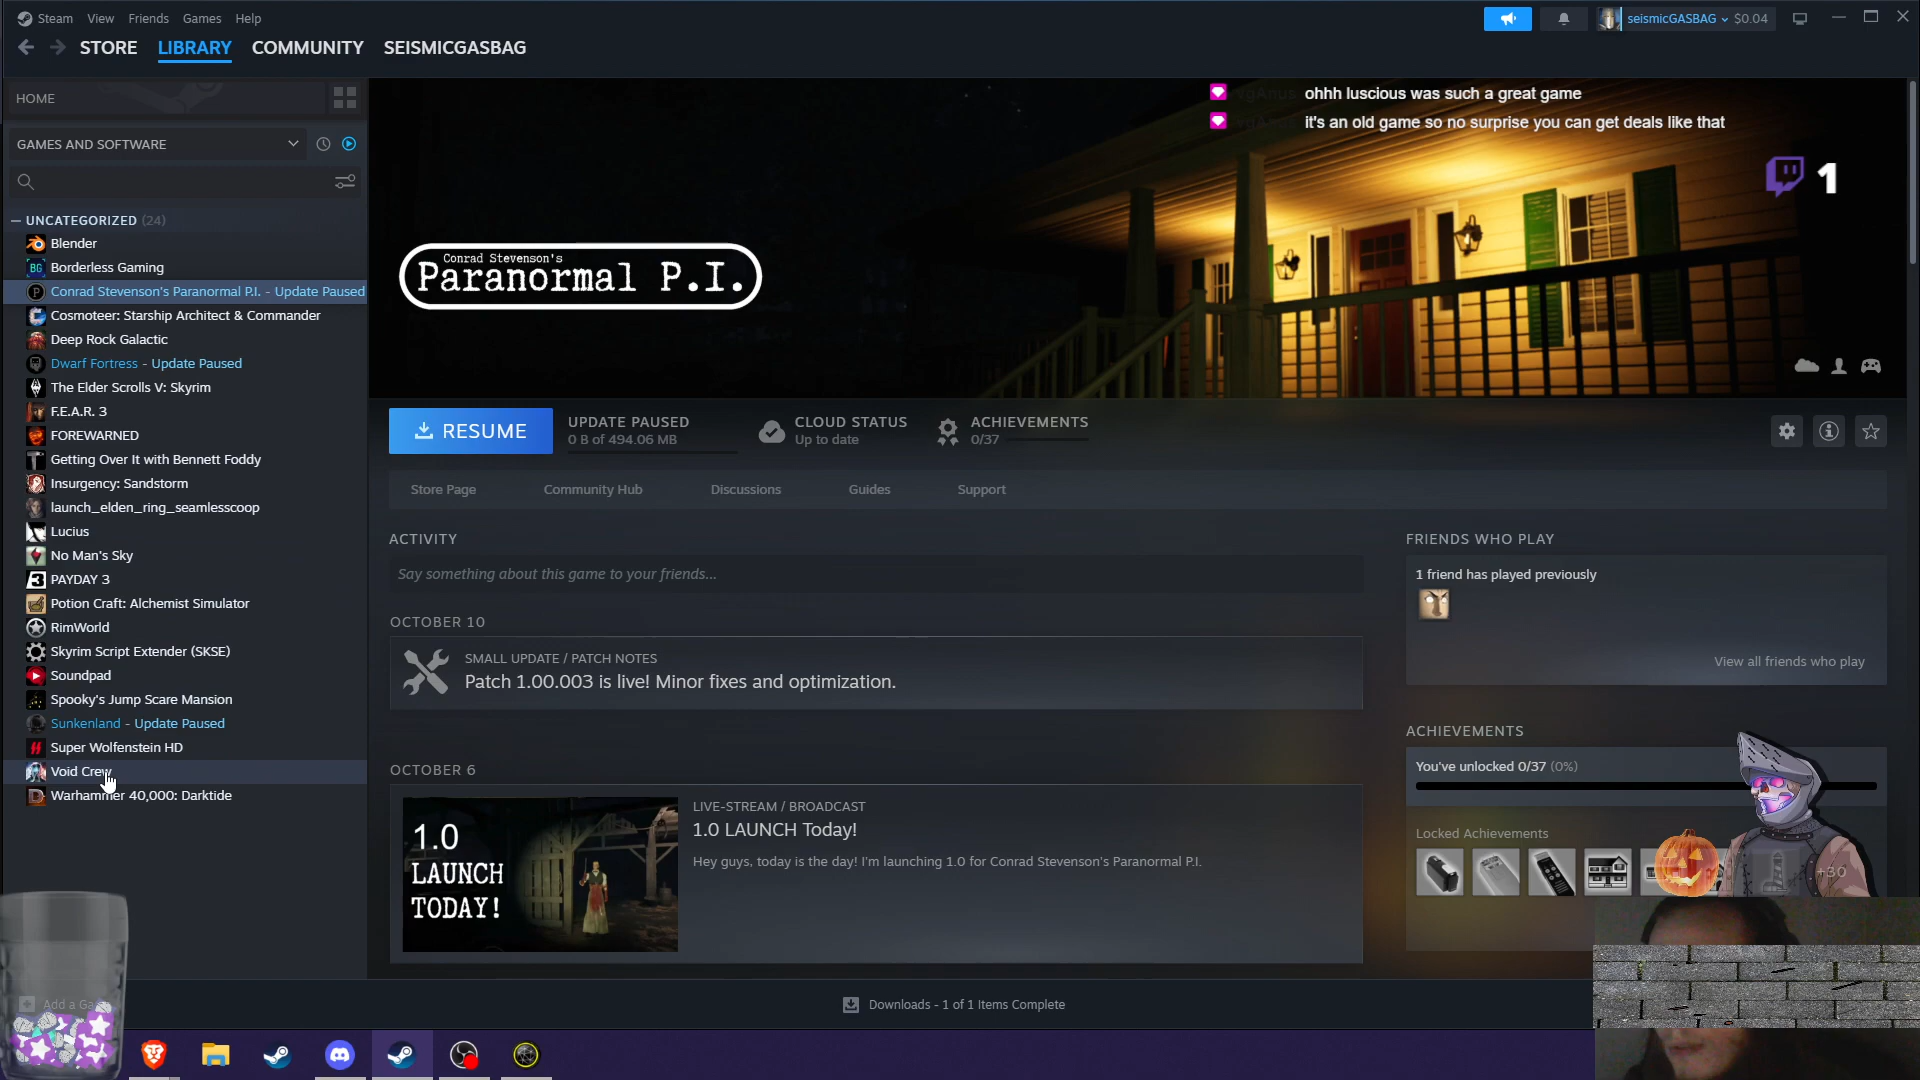 Steam View Friends Games Help
seismicGASBAG $0.04
STORE LIBRARY COMMUNITY SEISMICGASBAG
HOME
GAMES AND SOFTWARE
UNCATEGORIZED (24)
Blender
BG Borderless Gaming
P Conrad Stevenson's Paranormal P.I. - Update Paused
Cosmoteer: Starship Architect & Commander
Deep Rock Galactic
Dwarf Fortress - Update Paused
The Elder Scrolls V: Skyrim
F.E.A.R. 3
FOREWARNED
Getting Over It with Bennett Foddy
Insurgency: Sandstorm
launch_elden_ring_seamlesscoop
Lucius
No Man's Sky
3 PAYDAY 3
Potion Craft: Alchemist Simulator
RimWorld
Skyrim Script Extender (SKSE)
Soundpad
Spooky's Jump Scare Mansion
Sunkenland - Update Paused
Super Wolfenstein HD
Void Crew
D Warhammer 40,000: Darktide
ohhh luscious was such a great game
it's an old game so no surprise you can get deals like that
1
Conrad Stevenson's
Paranormal P.I.
RESUME
UPDATE PAUSED
0 B of 494.06 MB
CLOUD STATUS
Up to date
ACHIEVEMENTS
0/37
Store Page Community Hub Discussions Guides Support
ACTIVITY
Say something about this game to your friends...
OCTOBER 10
SMALL UPDATE / PATCH NOTES
Patch 1.00.003 is live! Minor fixes and optimization.
OCTOBER 6
1.0
LAUNCH
TODAY!
LIVE-STREAM / BROADCAST
1.0 LAUNCH Today!
Hey guys, today is the day! I'm launching 1.0 for Conrad Stevenson's Paranormal P.I.
FRIENDS WHO PLAY
1 friend has played previously
View all friends who play
ACHIEVEMENTS
You've unlocked 0/37 (0%)
Locked Achievements
+30
Add a Ga
Downloads - 1 of 1 Items Complete